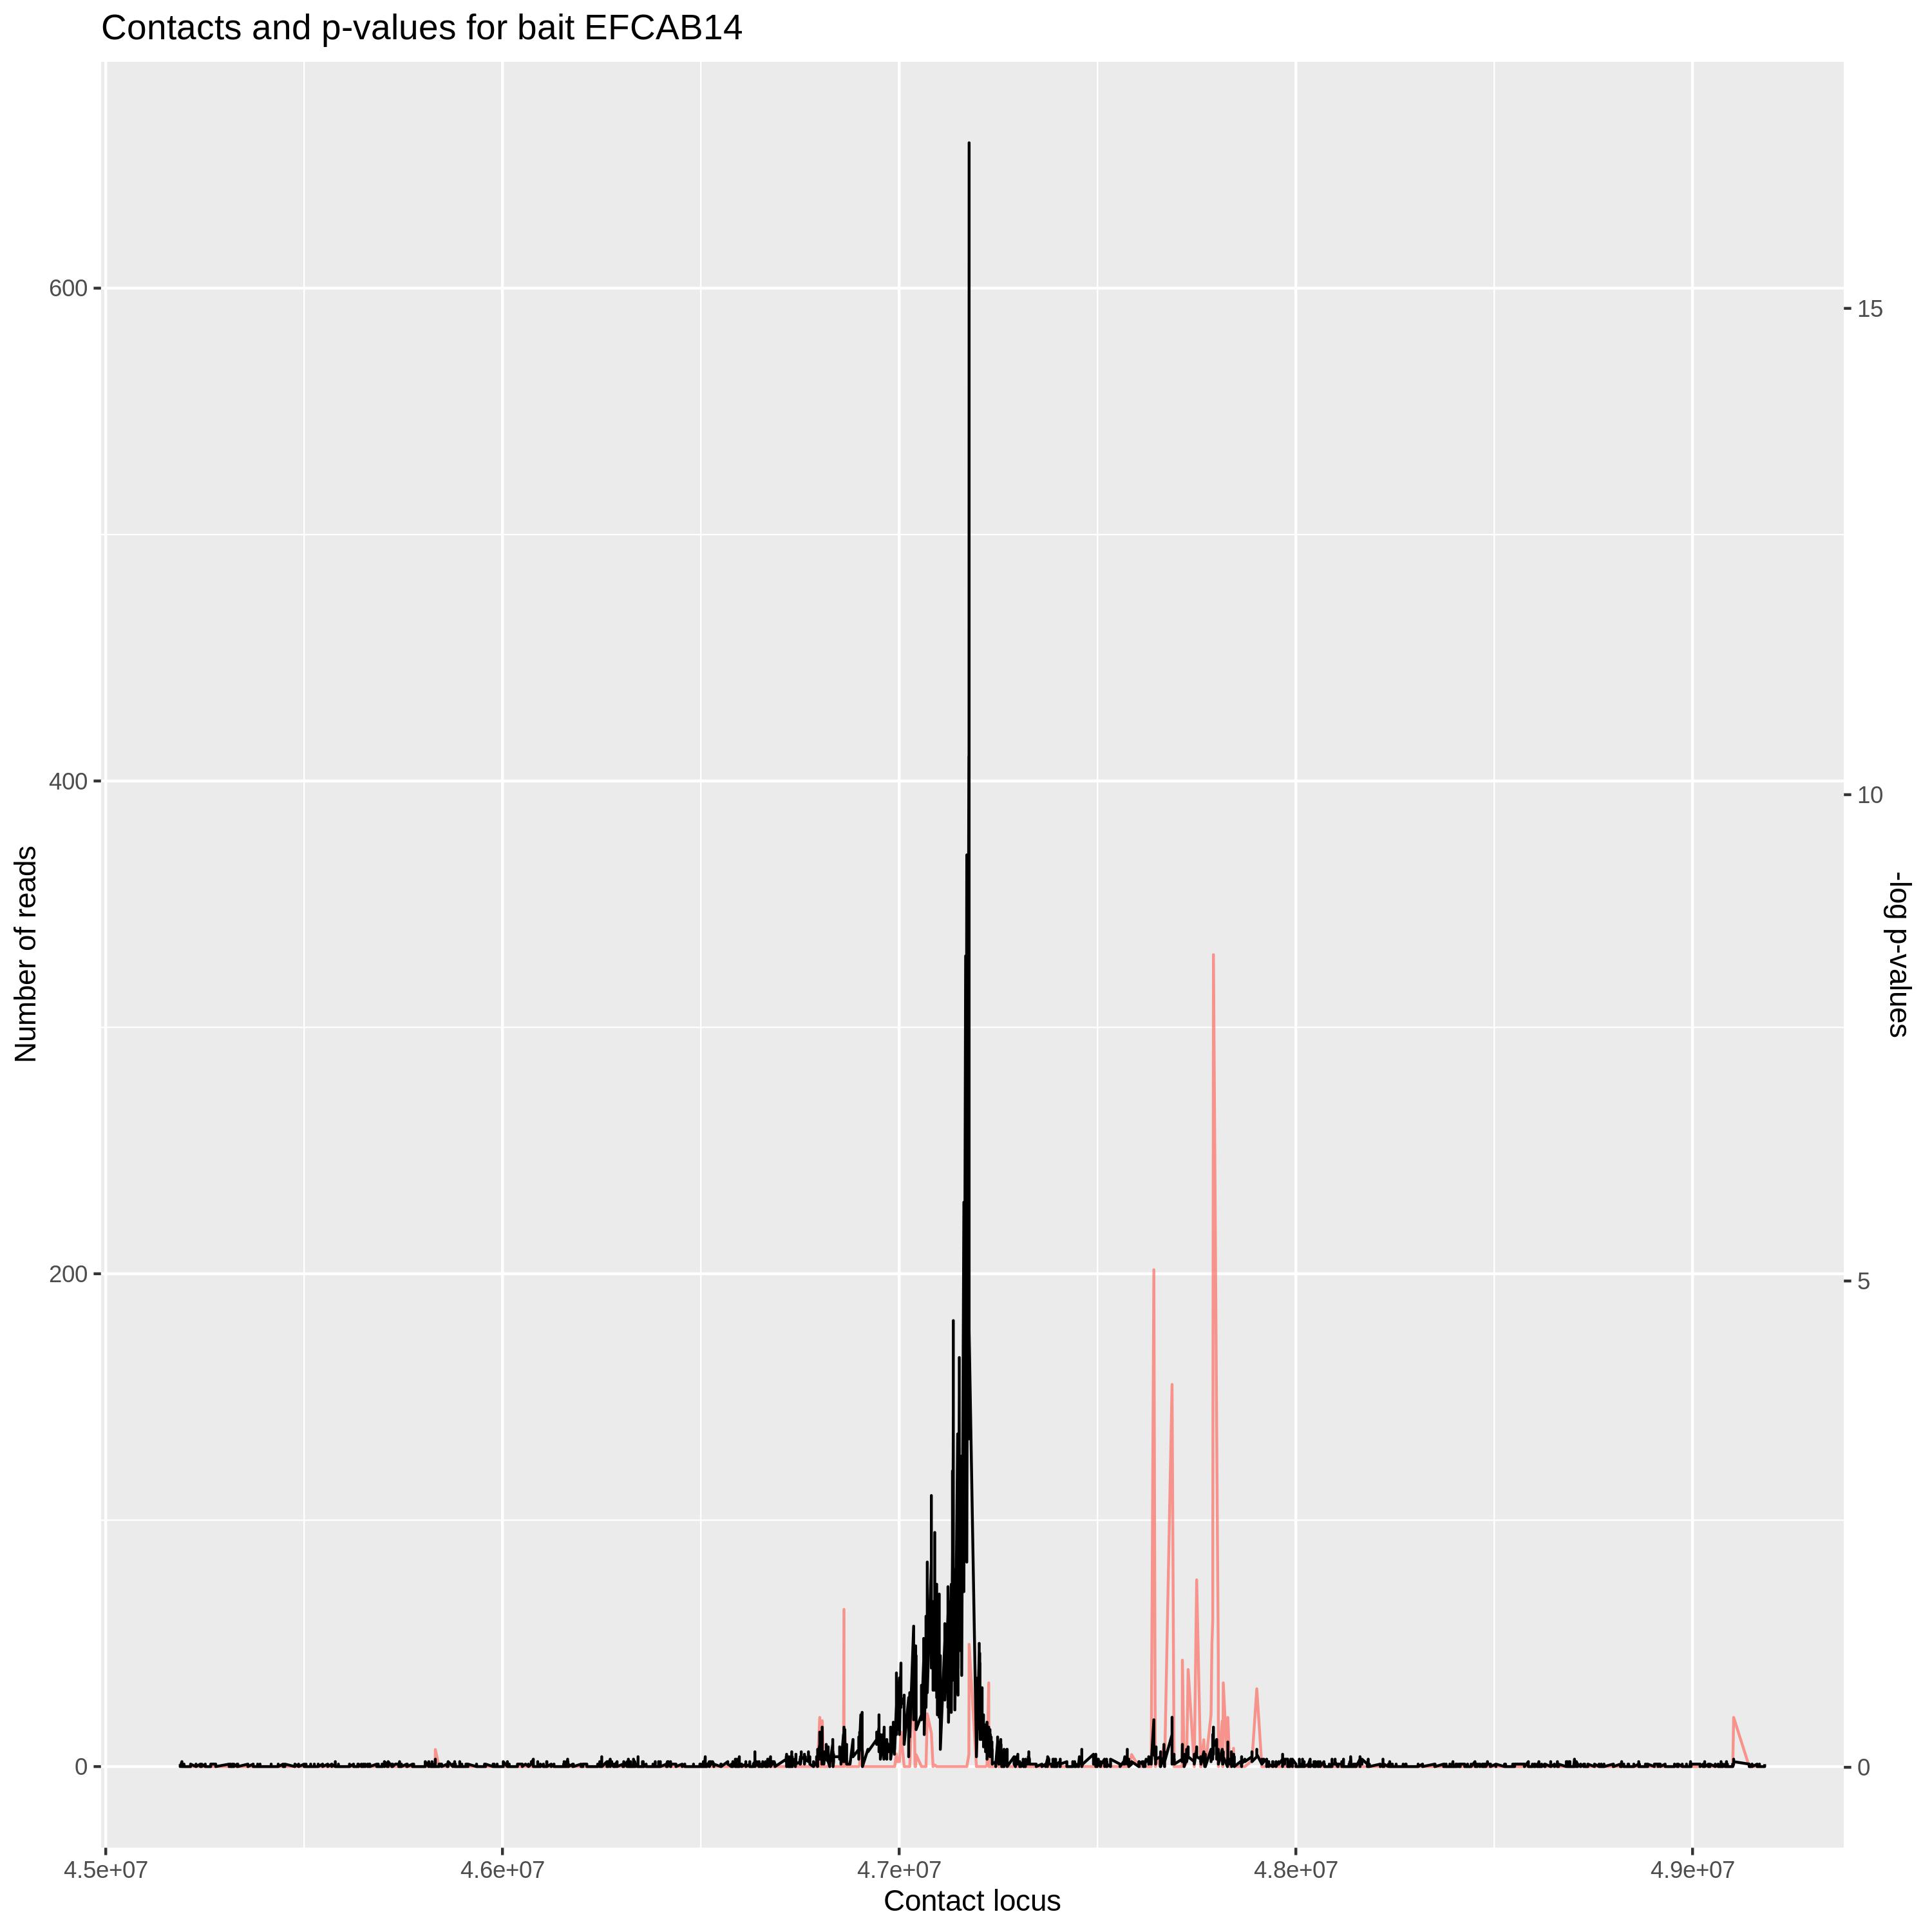 Contacts and p-values for bait EFCAB14
600
400
200
0
Number of reads
15
10
5
0
-log p-values
4.5e+07
4.6e+07
4.7e+07
4.8e+07
4.9e+07
Contact locus